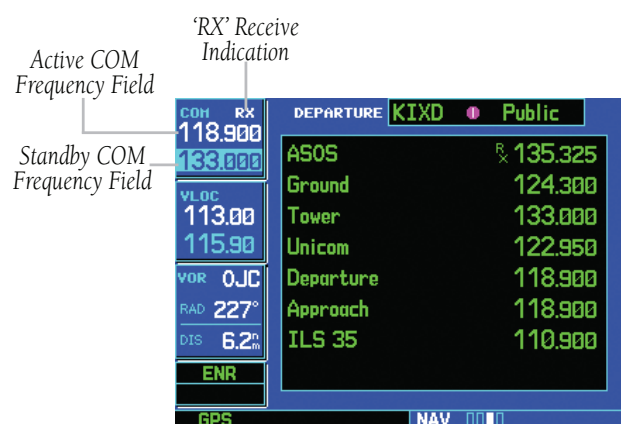 ‘RX’ Receive
Indication
Active COM
Frequency Field
Standby COM
Frequency Field
COM RX
118.900
133.000
VLOC
113.00
115.90
VOR OJC
RAD 227°
DIS 6.2nm
ENR
GPS
DEPARTURE KIXD Public
ASOS RX 135.325
Ground 124.300
Tower 133.000
Unicom 122.950
Departure 118.900
Approach 118.900
ILS 35 110.900
NAV